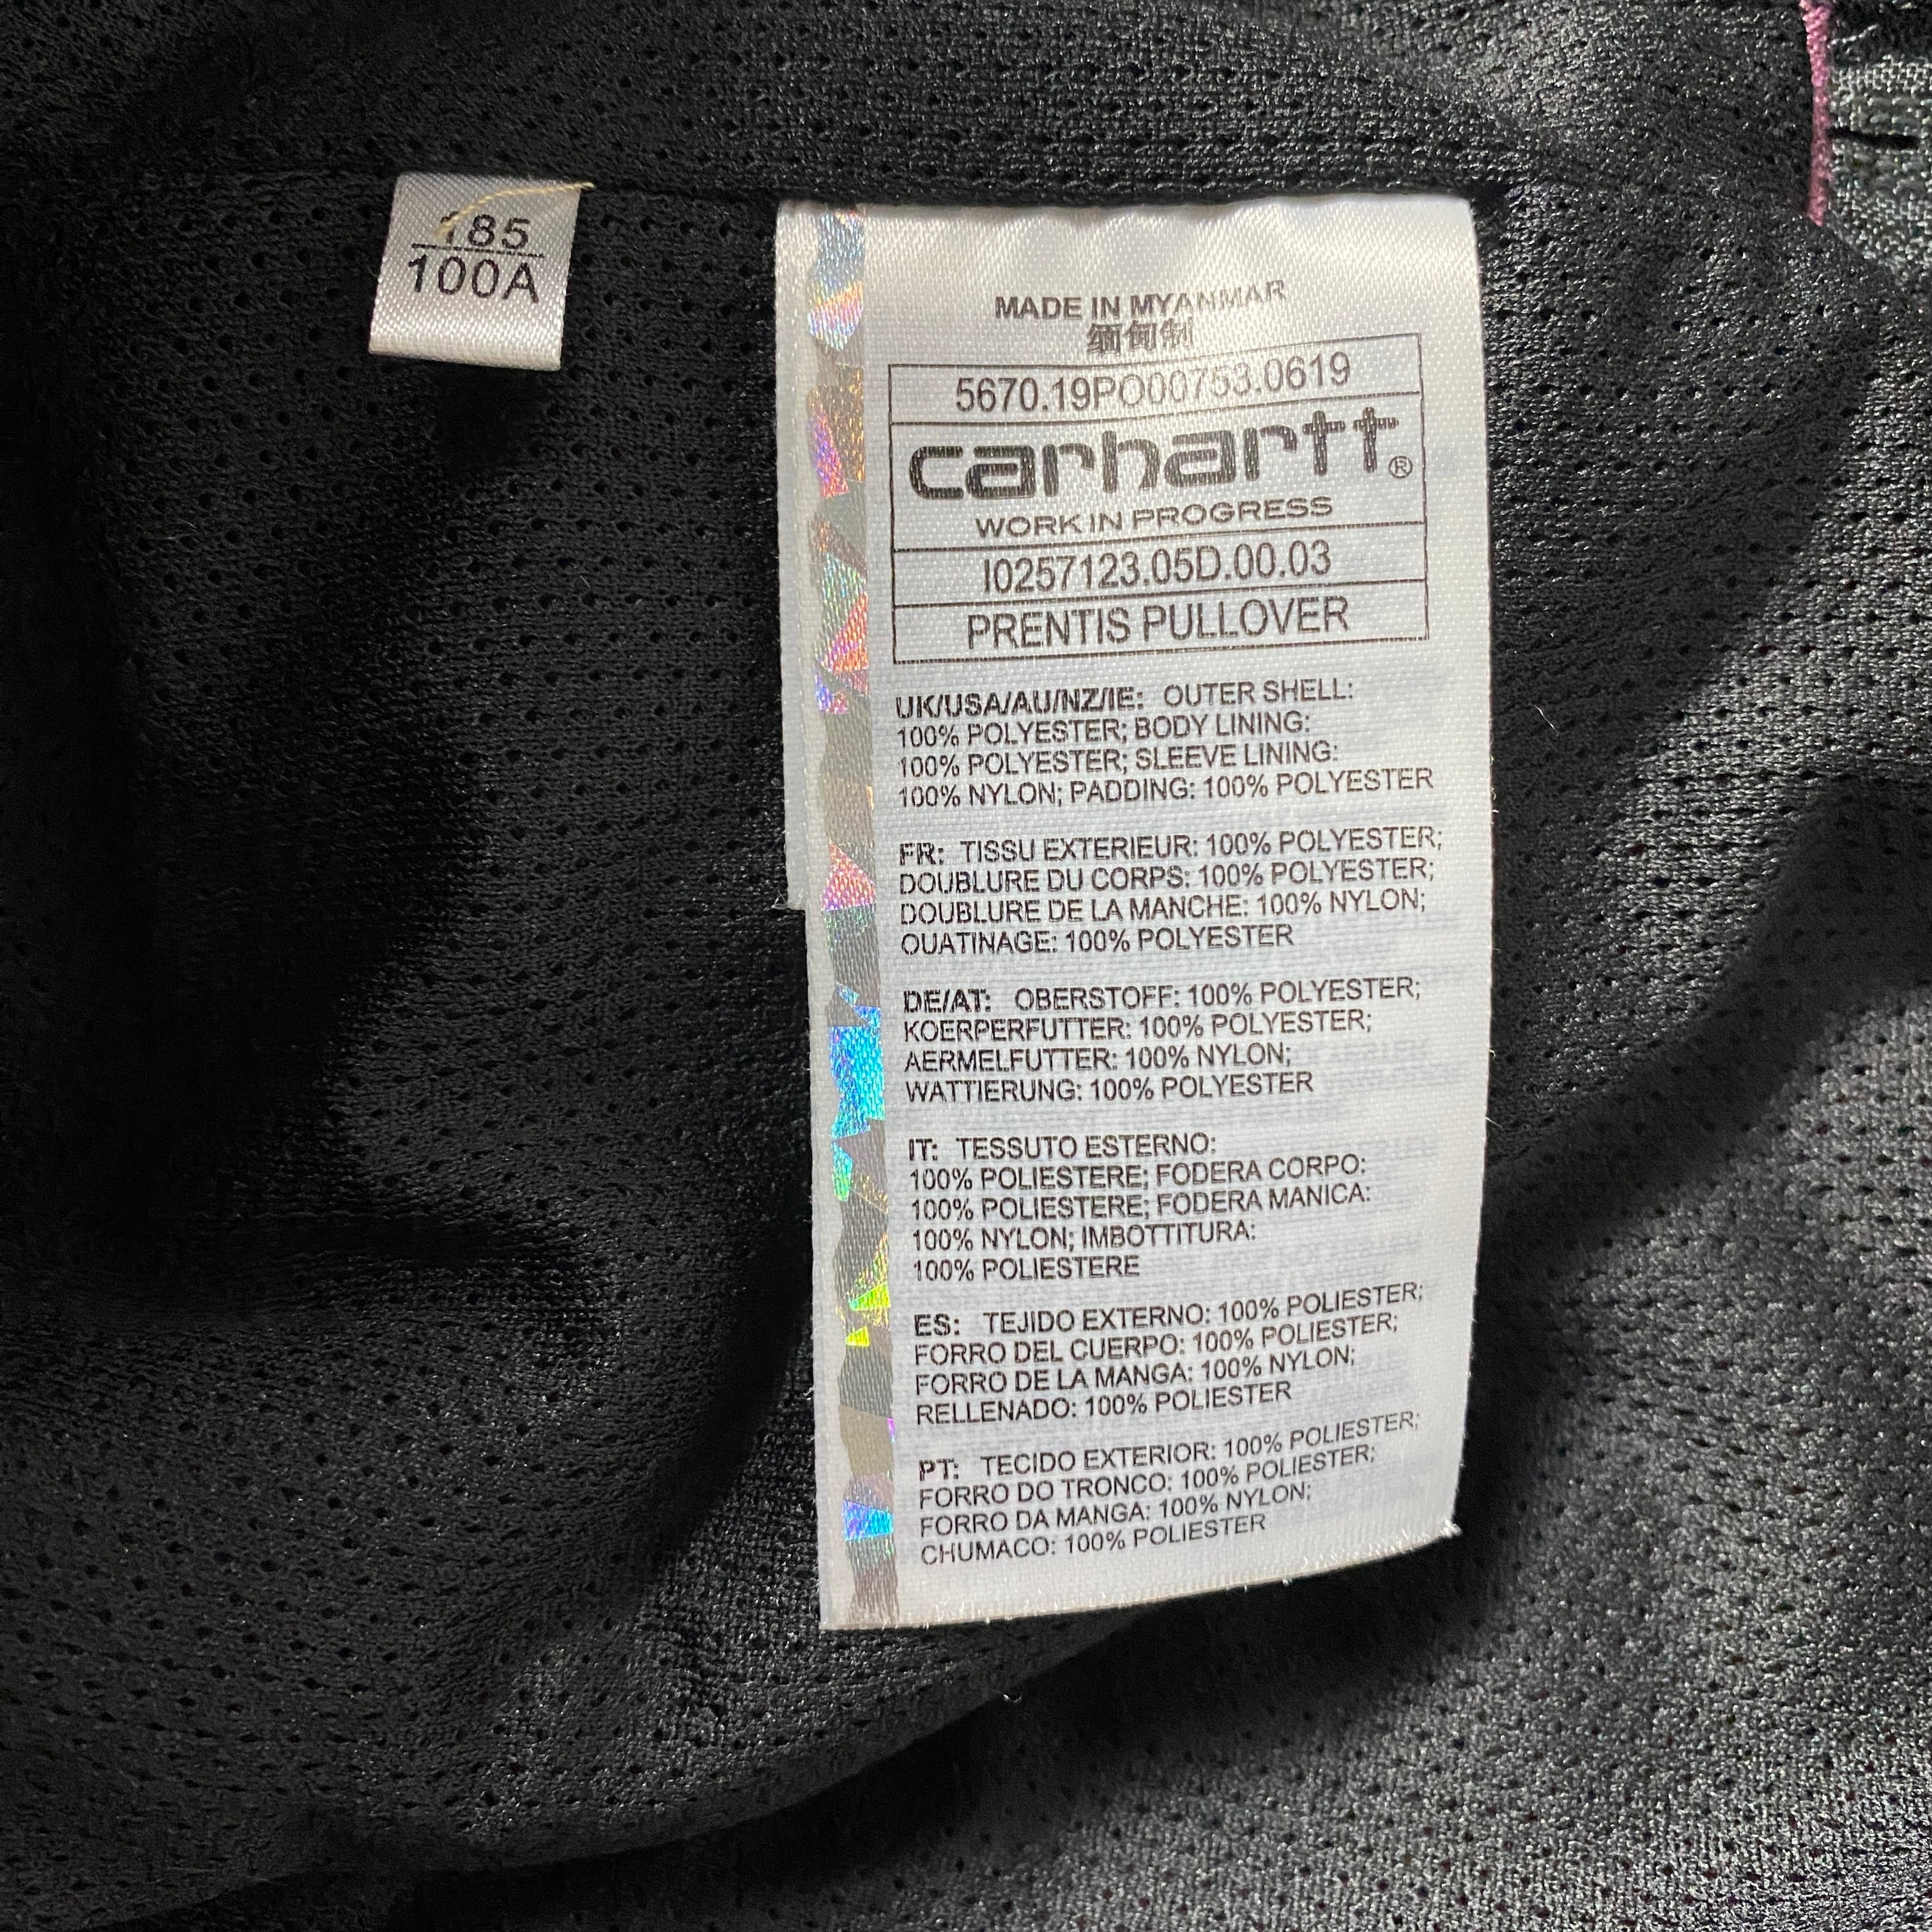 185
100A
MADE IN MYANMAR
缅甸制
5670.19PO00753.0619
carhartt®
WORK IN PROGRESS
I0257123.05D.00.03
PRENTIS PULLOVER
UK/USA/AU/NZ/IE: OUTER SHELL:
100% POLYESTER; BODY LINING:
100% POLYESTER; SLEEVE LINING:
100% NYLON; PADDING: 100% POLYESTER
FR: TISSU EXTERIEUR: 100% POLYESTER;
DOUBLURE DU CORPS: 100% POLYESTER;
DOUBLURE DE LA MANCHE: 100% NYLON;
OUATINAGE: 100% POLYESTER
DE/AT: OBERSTOFF: 100% POLYESTER;
KOERPERFUTTER: 100% POLYESTER;
AERMELFUTTER: 100% NYLON;
WATTIERUNG: 100% POLYESTER
IT: TESSUTO ESTERNO:
100% POLIESTERE; FODERA CORPO:
100% POLIESTERE; FODERA MANICA:
100% NYLON; IMBOTTITURA:
100% POLIESTERE
ES: TEJIDO EXTERNO: 100% POLIESTER;
FORRO DEL CUERPO: 100% POLIESTER;
FORRO DE LA MANGA: 100% NYLON;
RELLENADO: 100% POLIESTER
PT: TECIDO EXTERIOR: 100% POLIESTER;
FORRO DO TRONCO: 100% POLIESTER;
FORRO DA MANGA: 100% NYLON;
CHUMACO: 100% POLIESTER